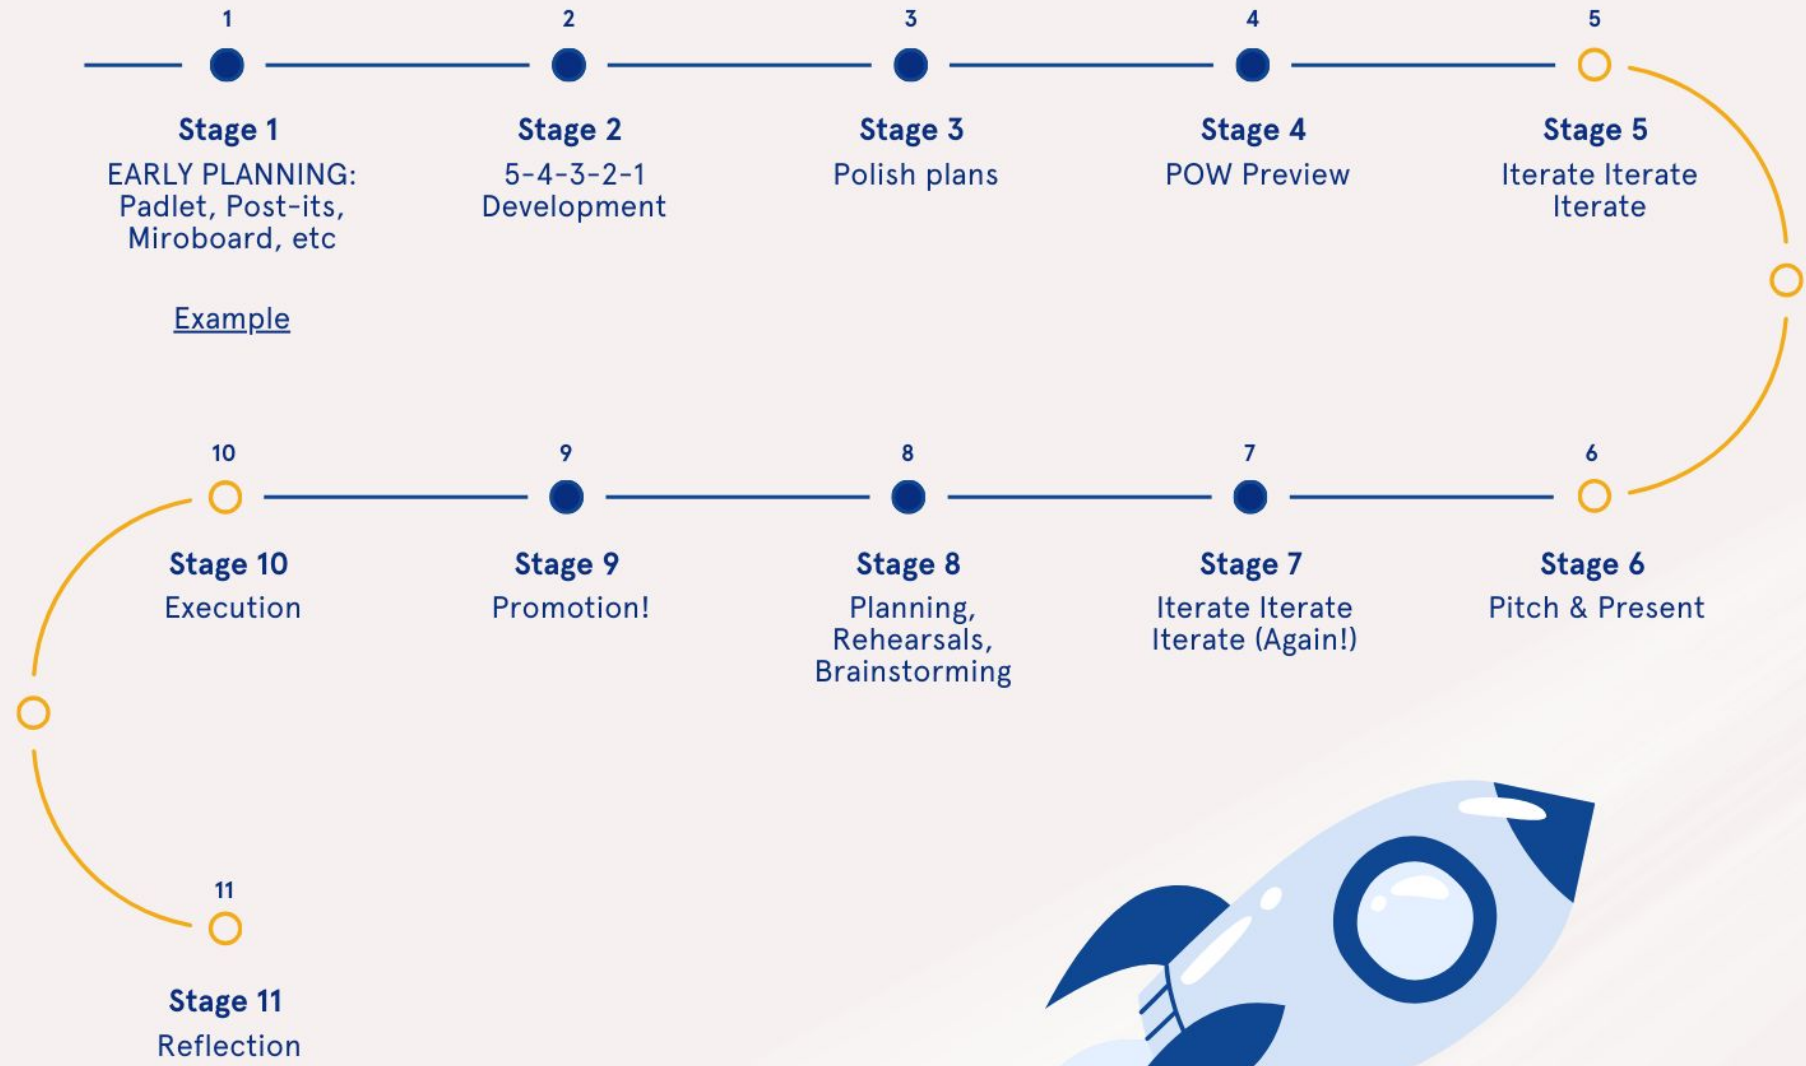 1
Stage 1
EARLY PLANNING:
Padlet, Post-its,
Miroboard, etc
Example
2
Stage 2
5-4-3-2-1
Development
3
Stage 3
Polish plans
4
Stage 4
POW Preview
5
Stage 5
Iterate Iterate
Iterate
6
Stage 6
Pitch & Present
7
Stage 7
Iterate Iterate
Iterate (Again!)
8
Stage 8
Planning,
Rehearsals,
Brainstorming
9
Stage 9
Promotion!
10
Stage 10
Execution
11
Stage 11
Reflection